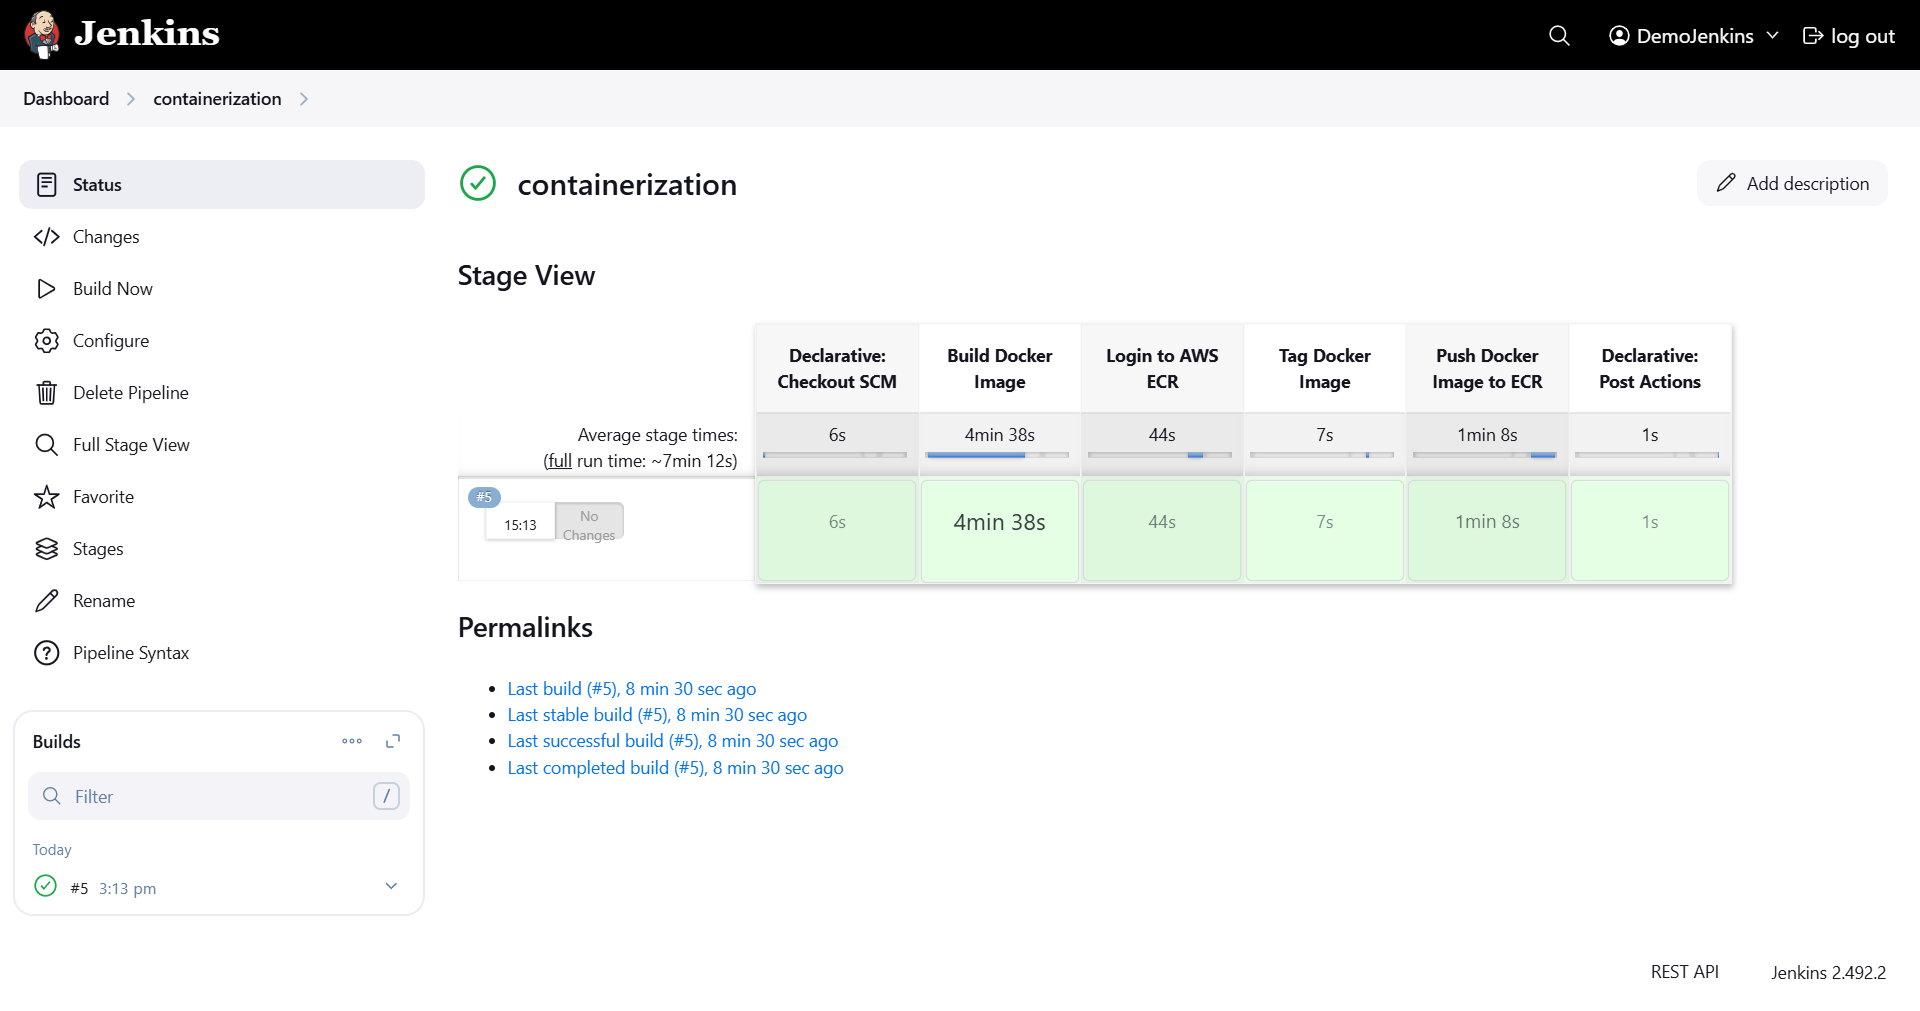 Jenkins
DemoJenkins
log out
Dashboard
containerization
Status
Changes
Build Now
Configure
Delete Pipeline
Full Stage View
Favorite
Stages
Rename
Pipeline Syntax
Builds
Filter
/
Today
#5 3:13 pm
containerization
Add description
Stage View
Declarative:
Checkout SCM
Build Docker
Image
Login to AWS
ECR
Tag Docker
Image
Push Docker
Image to ECR
Declarative:
Post Actions
Average stage times:
(full run time: ~7min 12s)
6s
4min 38s
44s
7s
1min 8s
1s
#5
15:13
No
Changes
6s
4min 38s
44s
7s
1min 8s
1s
Permalinks
Last build (#5), 8 min 30 sec ago
Last stable build (#5), 8 min 30 sec ago
Last successful build (#5), 8 min 30 sec ago
Last completed build (#5), 8 min 30 sec ago
REST API
Jenkins 2.492.2